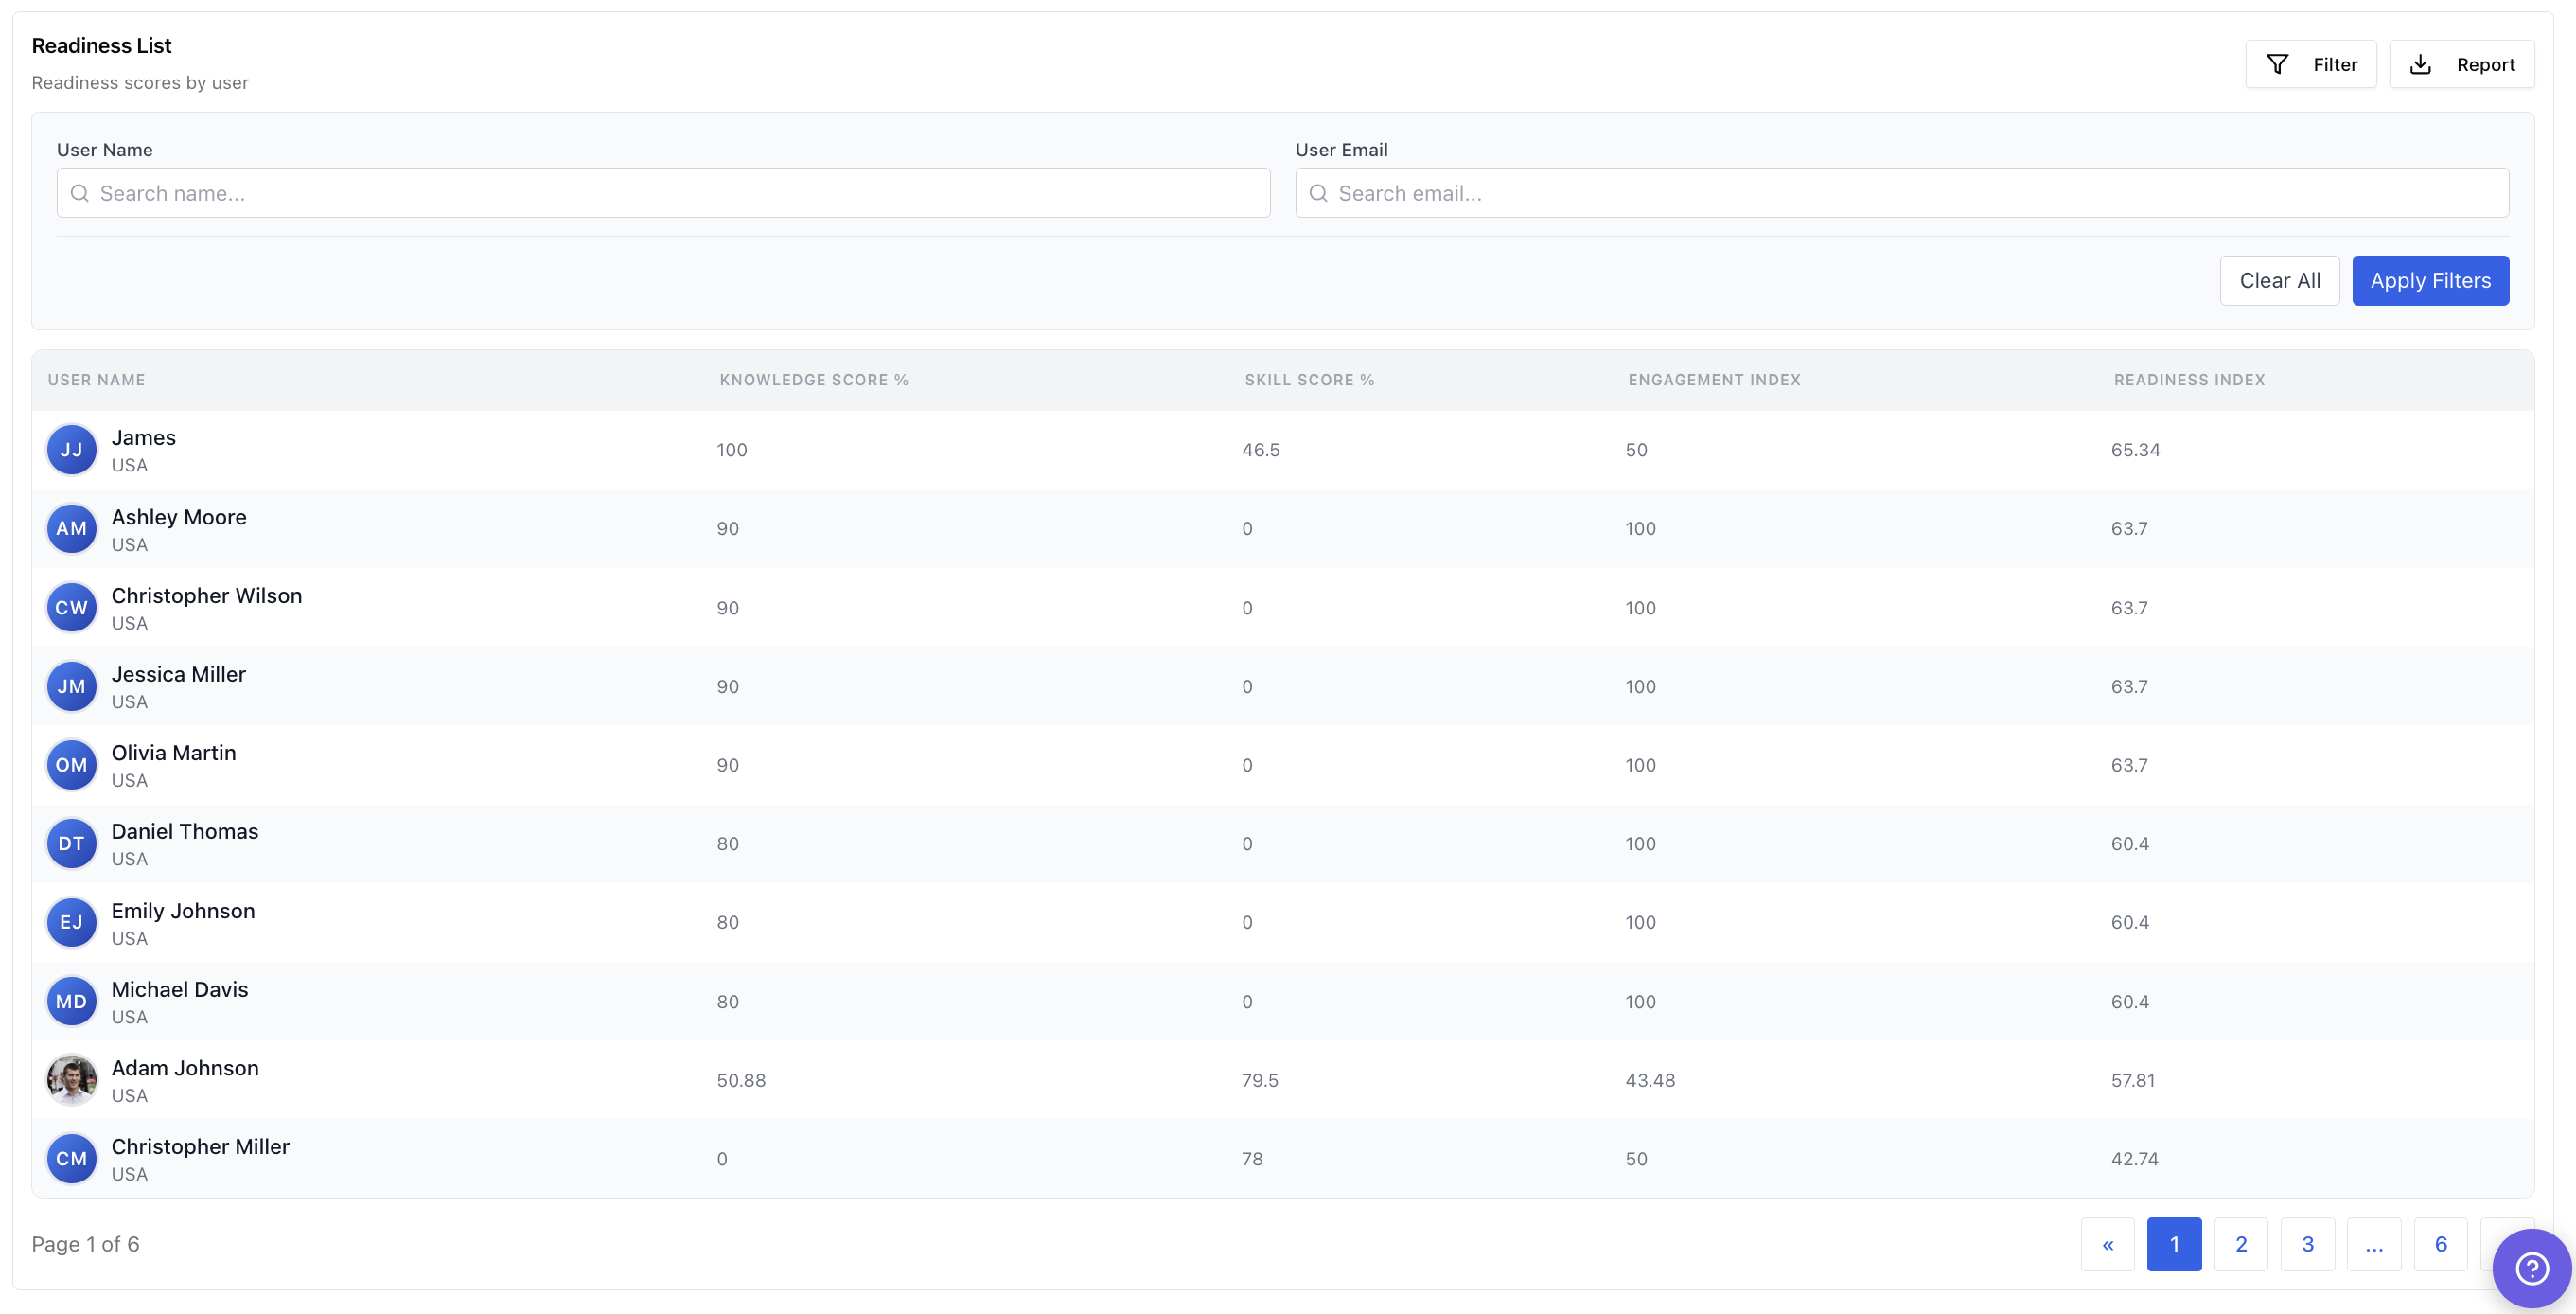 Readiness List
Readiness scores by user
Filter
Report
User Name
User Email
Search name...
Search email...
Clear All
Apply Filters
USER NAME KNOWLEDGE SCORE % SKILL SCORE % ENGAGEMENT INDEX READINESS INDEX
JJ James USA 100 46.5 50 65.34
AM Ashley Moore USA 90 0 100 63.7
CW Christopher Wilson USA 90 0 100 63.7
JM Jessica Miller USA 90 0 100 63.7
OM Olivia Martin USA 90 0 100 63.7
DT Daniel Thomas USA 80 0 100 60.4
EJ Emily Johnson USA 80 0 100 60.4
MD Michael Davis USA 80 0 100 60.4
Adam Johnson USA 50.88 79.5 43.48 57.81
CM Christopher Miller USA 0 78 50 42.74
Page 1 of 6
« 1 2 3 ... 6
?